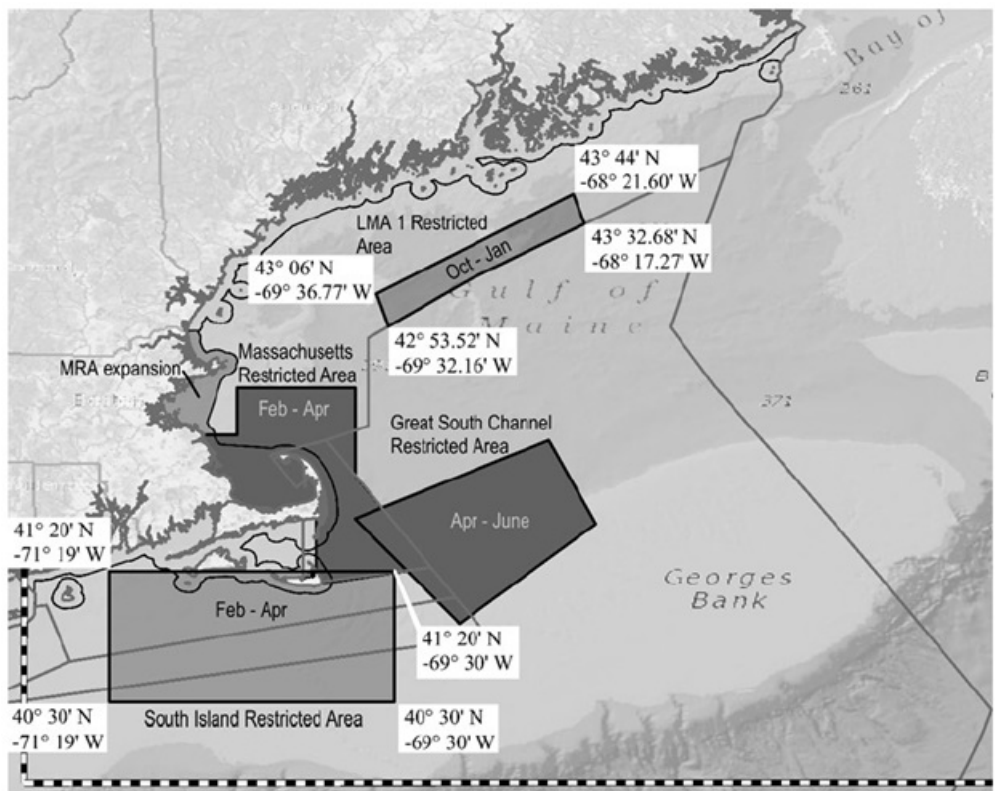 Bay of
261
43° 44' N
-68° 21.60' W
LMA 1 Restricted
Area
43° 32.68' N
-68° 17.27' W
Oct - Jan
43° 06' N
-69° 36.77' W
Gulf of
Maine
42° 53.52' N
-69° 32.16' W
Massachusetts
Restricted Area
MRA expansion
Feb - Apr
371
Great South Channel
Restricted Area
Apr - June
41° 20' N
-71° 19' W
Georges
Bank
Feb - Apr
41° 20' N
-69° 30' W
40° 30' N
-71° 19' W
South Island Restricted Area
40° 30' N
-69° 30' W